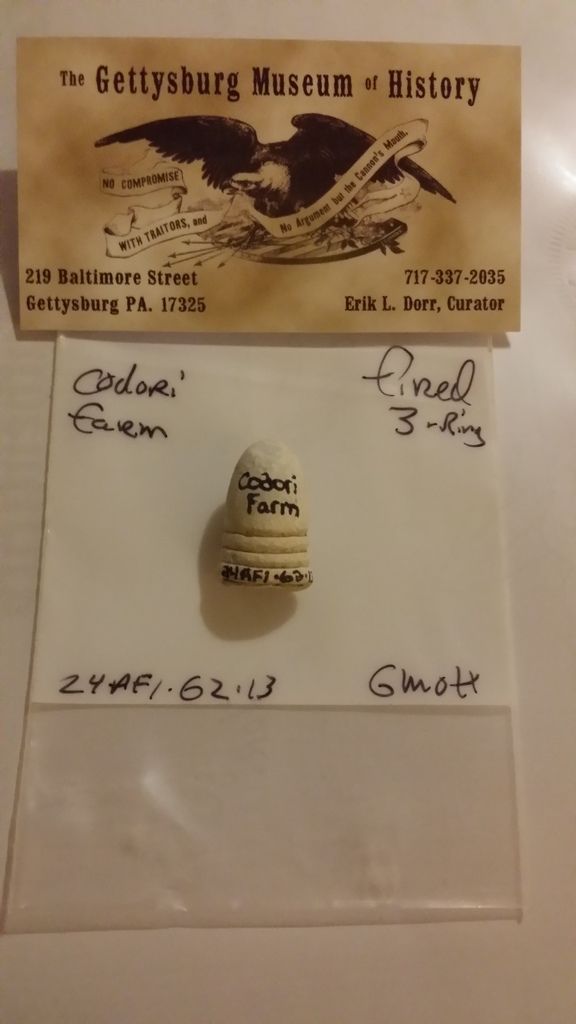 The Gettysburg Museum of History
NO COMPROMISE
WITH TRAITORS, and
No Argument but the Cannon's Mouth.
219 Baltimore Street
Gettysburg PA. 17325
717-337-2035
Erik L. Dorr, Curator
Codori
Farm
fired
3-Ring
Codori
Farm
24AF1.62.13
24AF1.62.13
GMOH